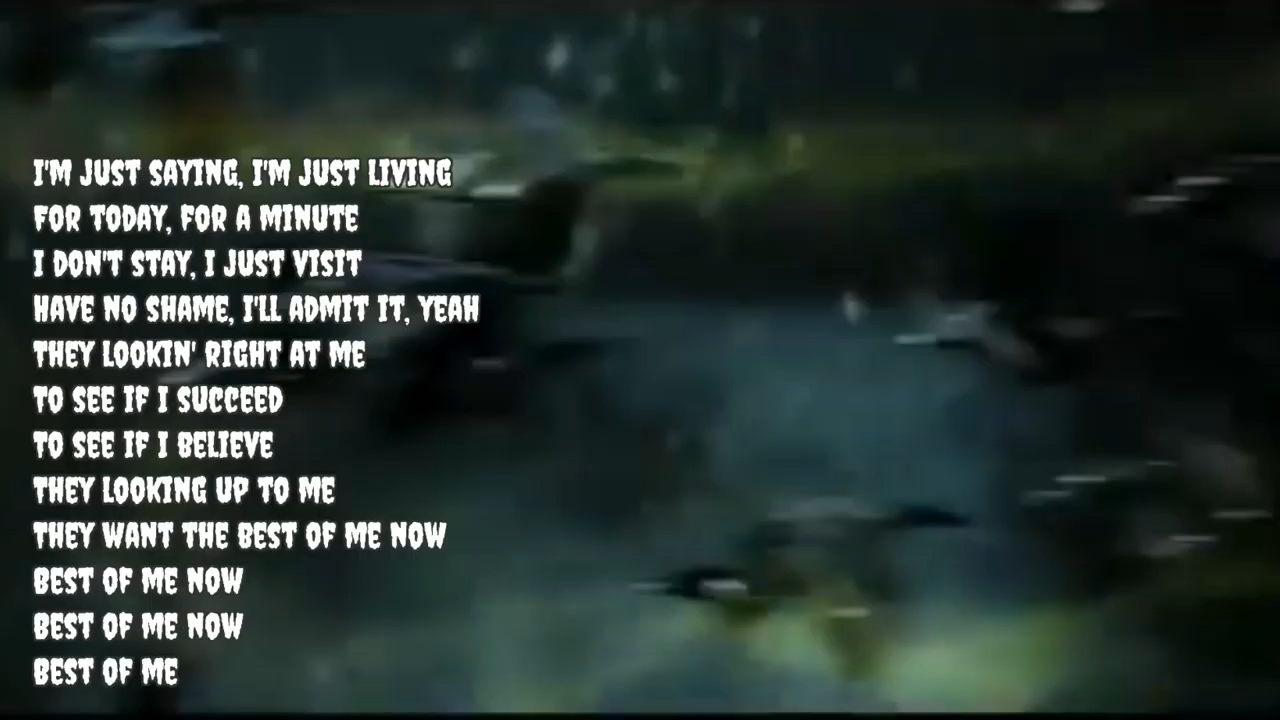 I'M JUST SAYING, I'M JUST LIVING
FOR TODAY, FOR A MINUTE
I DON'T STAY, I JUST VISIT
HAVE NO SHAME, I'LL ADMIT IT, YEAH
THEY LOOKIN' RIGHT AT ME
TO SEE IF I SUCCEED
TO SEE IF I BELIEVE
THEY LOOKING UP TO ME
THEY WANT THE BEST OF ME NOW
BEST OF ME NOW
BEST OF ME NOW
BEST OF ME